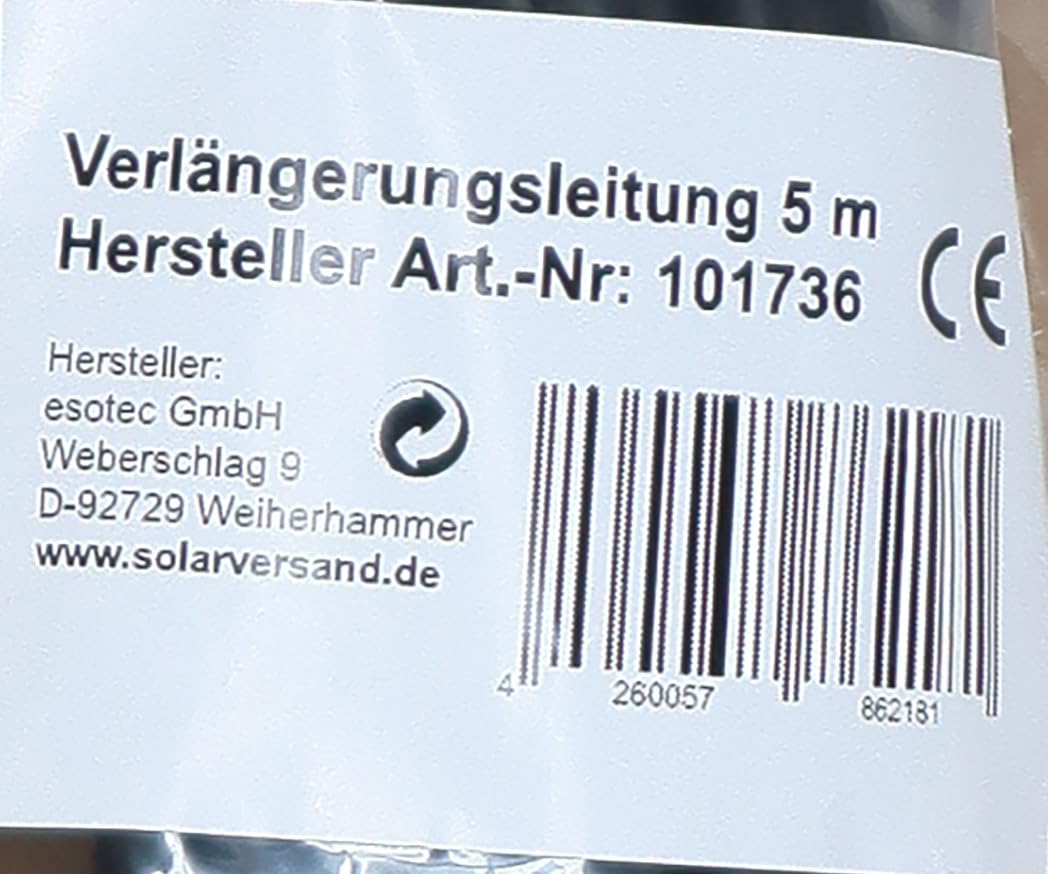 Verlängerungsleitung 5 m
Hersteller Art.-Nr: 101736
CE
Hersteller:
esotec GmbH
Weberschlag 9
D-92729 Weiherhammer
www.solarversand.de
4 260057 862181